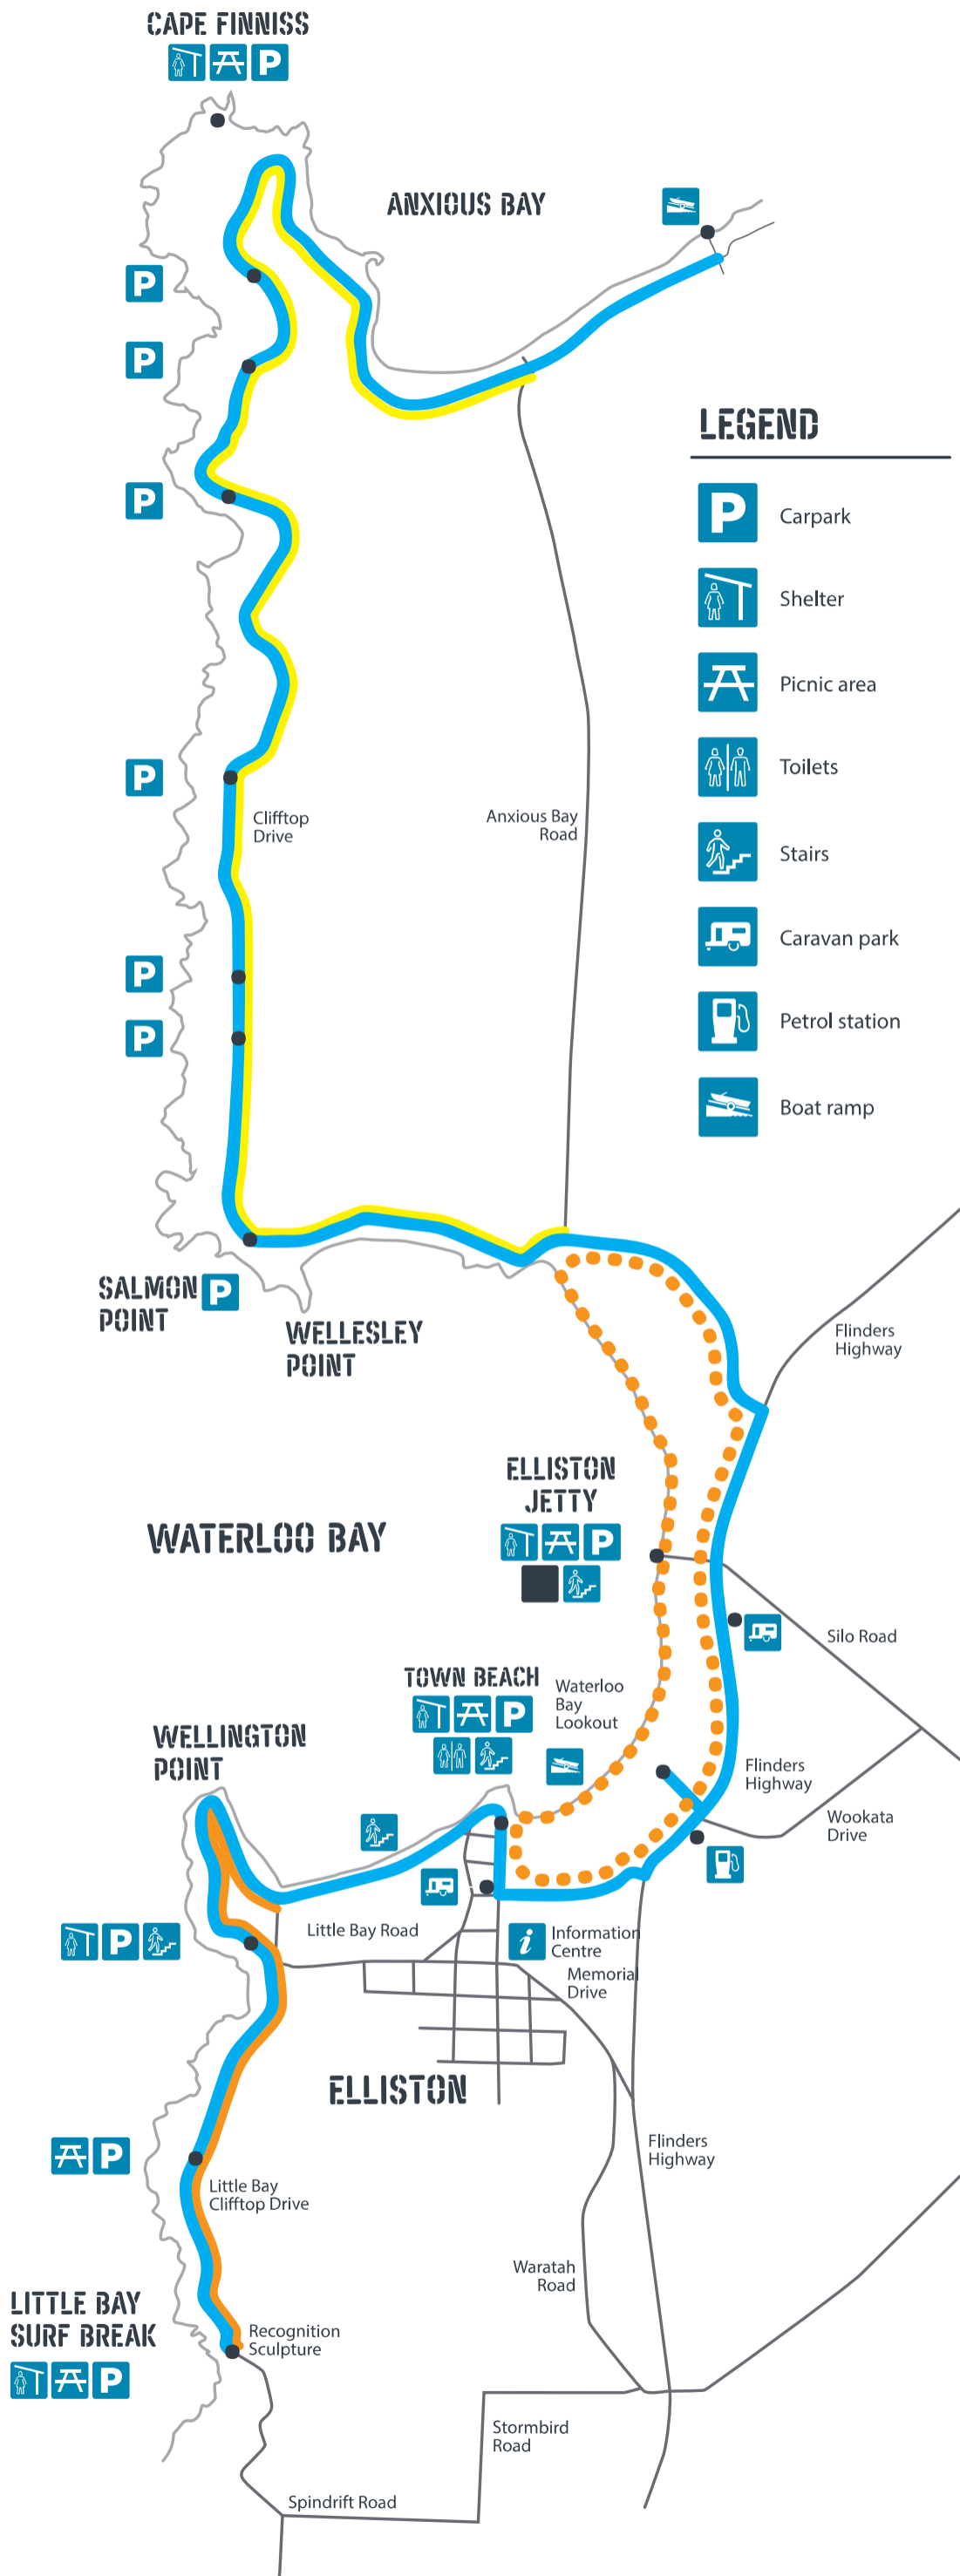 CAPE FINNISS
P
ANXIOUS BAY
P
P
P
LEGEND
P
Carpark
Shelter
Picnic area
Toilets
Stairs
Caravan park
Petrol station
Boat ramp
P
Clifftop
Drive
Anxious Bay
Road
P
P
SALMON
POINT
P
WELLESLEY
POINT
Flinders
Highway
ELLISTON
JETTY
P
WATERLOO BAY
Silo Road
TOWN BEACH
P
Waterloo
Bay
Lookout
WELLINGTON
POINT
Flinders
Highway
Wookata
Drive
P
Little Bay Road
i
Information
Centre
Memorial
Drive
ELLISTON
Flinders
Highway
P
Little Bay
Clifftop Drive
Waratah
Road
LITTLE BAY
SURF BREAK
P
Recognition
Sculpture
Stormbird
Road
Spindrift Road